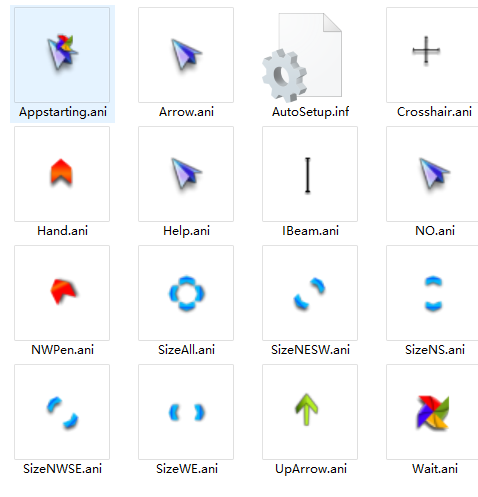 Appstarting.ani
Arrow.ani
AutoSetup.inf
Crosshair.ani
Hand.ani
Help.ani
IBeam.ani
NO.ani
NWPen.ani
SizeAll.ani
SizeNESW.ani
SizeNS.ani
SizeNWSE.ani
SizeWE.ani
UpArrow.ani
Wait.ani